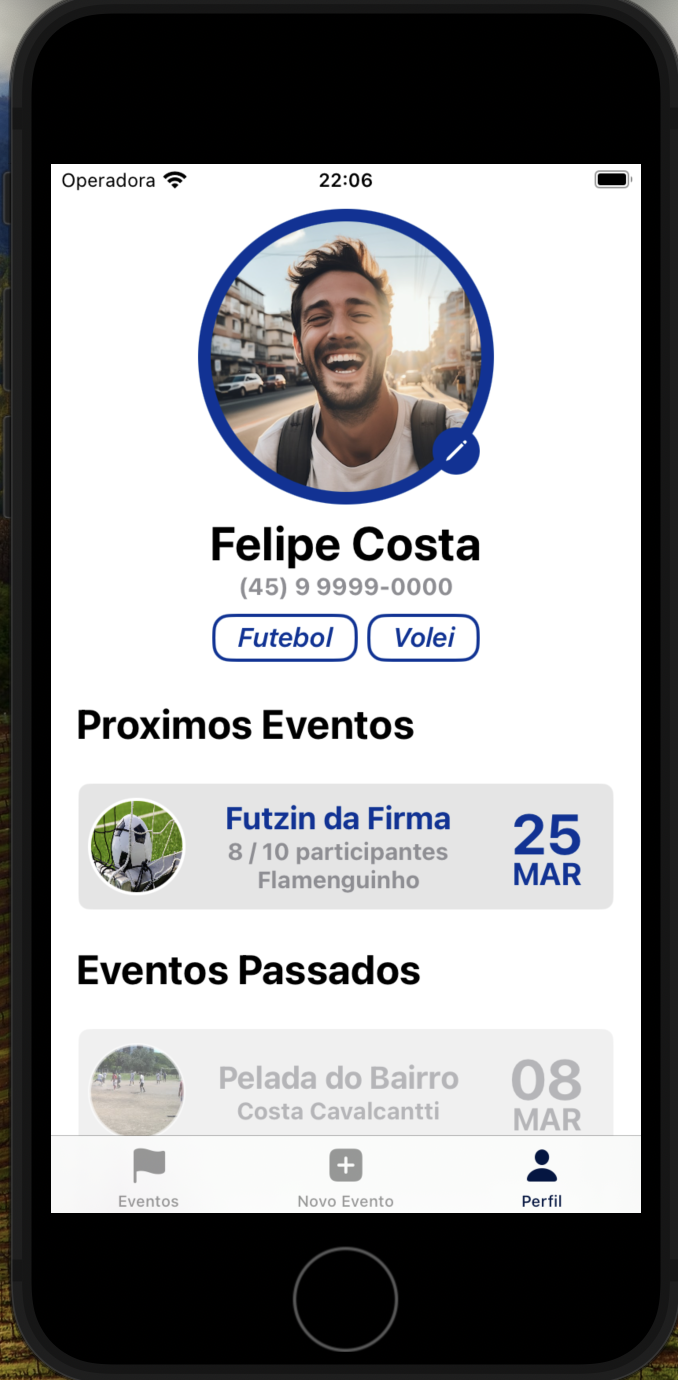 Operadora 22:06
Felipe Costa
(45) 9 9999-0000
Futebol Volei
Proximos Eventos
Futzin da Firma
8 / 10 participantes
Flamenguinho
25
MAR
Eventos Passados
Pelada do Bairro
Costa Cavalcantti
08
MAR
Eventos Novo Evento Perfil